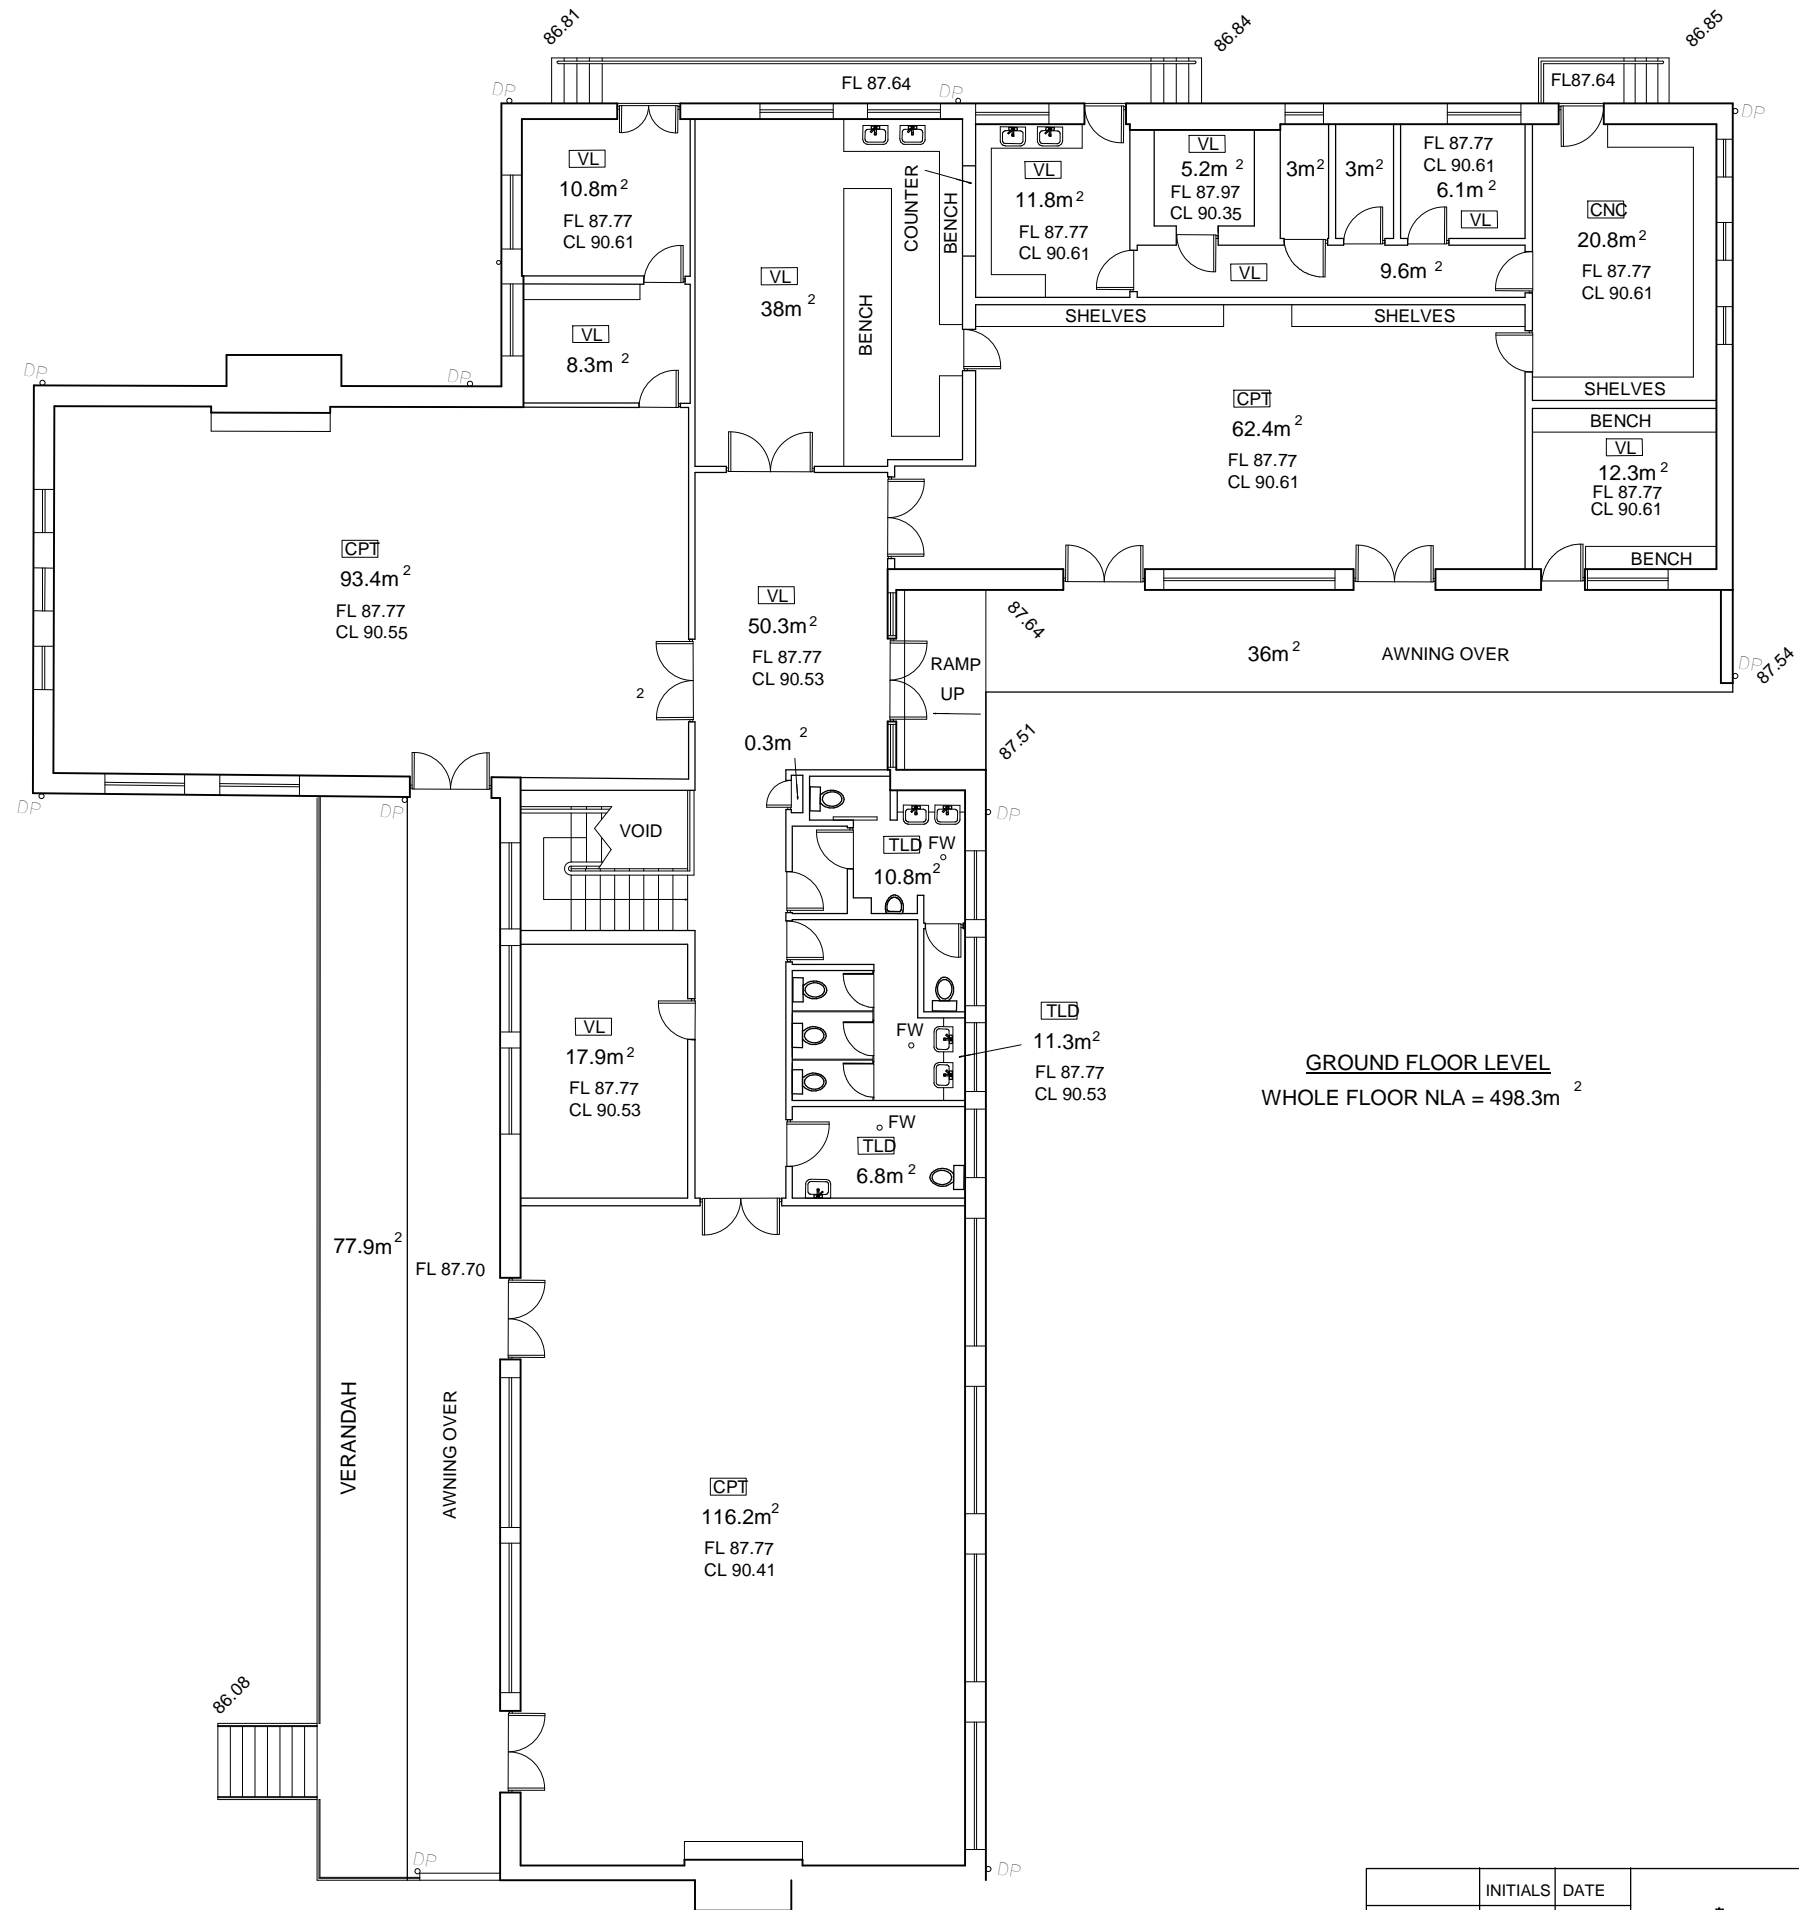 86.81
86.84
86.85
FL 87.64
FL87.64
DP
DP
DP
VL
10.8m²
FL 87.77
CL 90.61
VL
8.3m²
VL
38m²
BENCH
BENCH
COUNTER
VL
11.8m²
FL 87.77
CL 90.61
VL
5.2m²
FL 87.97
CL 90.35
3m²
3m²
FL 87.77
CL 90.61
6.1m²
VL
VL
9.6m²
CNC
20.8m²
FL 87.77
CL 90.61
SHELVES
SHELVES
SHELVES
CPT
62.4m²
FL 87.77
CL 90.61
BENCH
VL
12.3m²
FL 87.77
CL 90.61
BENCH
DP
DP
CPT
93.4m²
FL 87.77
CL 90.55
2
VL
50.3m²
FL 87.77
CL 90.53
0.3m²
RAMP
UP
87.64
87.51
36m²
AWNING OVER
DP
87.54
DP
DP
DP
VOID
TLD
FW
10.8m²
VL
17.9m²
FL 87.77
CL 90.53
FW
TLD
11.3m²
FL 87.77
CL 90.53
FW
TLD
6.8m²
GROUND FLOOR LEVEL
WHOLE FLOOR NLA = 498.3m²
77.9m²
FL 87.70
VERANDAH
AWNING OVER
CPT
116.2m²
FL 87.77
CL 90.41
86.08
DP
DP
INITIALS DATE